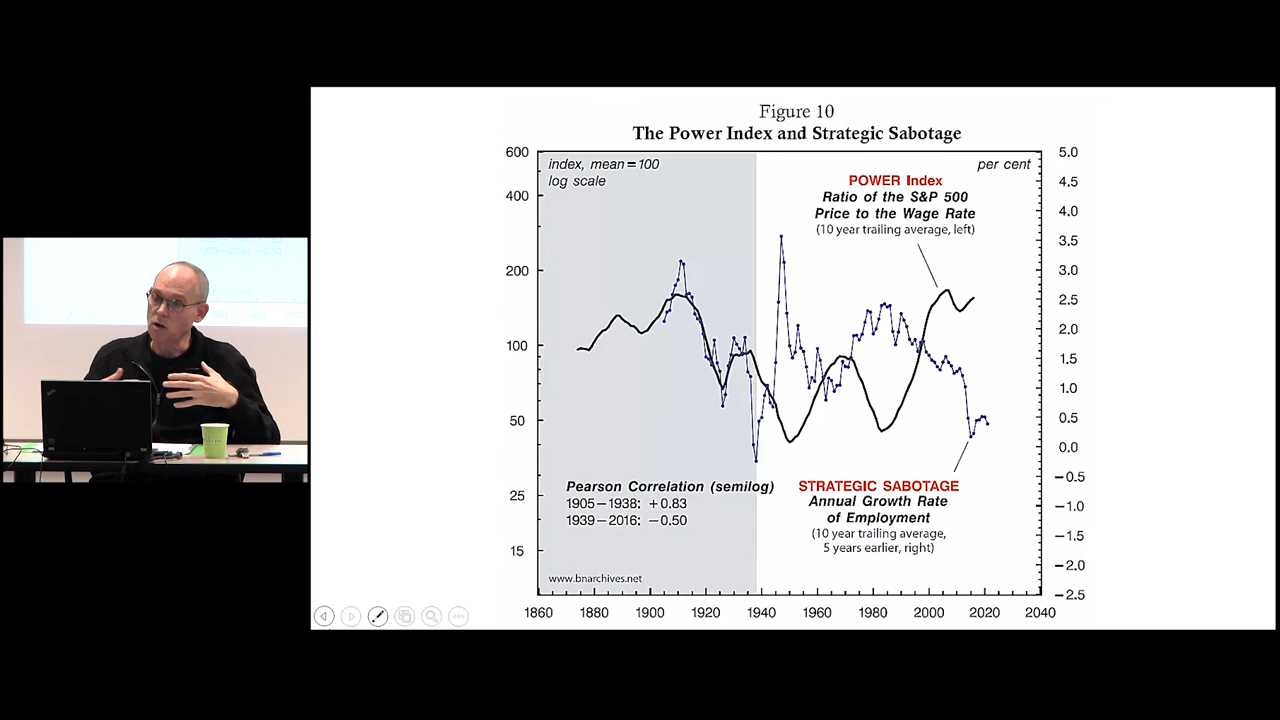 Figure 10
The Power Index and Strategic Sabotage
index, mean = 100
log scale
per cent
POWER Index
Ratio of the S&P 500
Price to the Wage Rate
(10 year trailing average, left)
600
400
200
100
50
25
15
5.0
4.5
4.0
3.5
3.0
2.5
2.0
1.5
1.0
0.5
0.0
−0.5
−1.0
−1.5
−2.0
−2.5
Pearson Correlation (semilog)
1905−1938: +0.83
1939−2016: −0.50
STRATEGIC SABOTAGE
Annual Growth Rate
of Employment
(10 year trailing average,
5 years earlier, right)
www.bnarchives.net
1860 1880 1900 1920 1940 1960 1980 2000 2020 2040